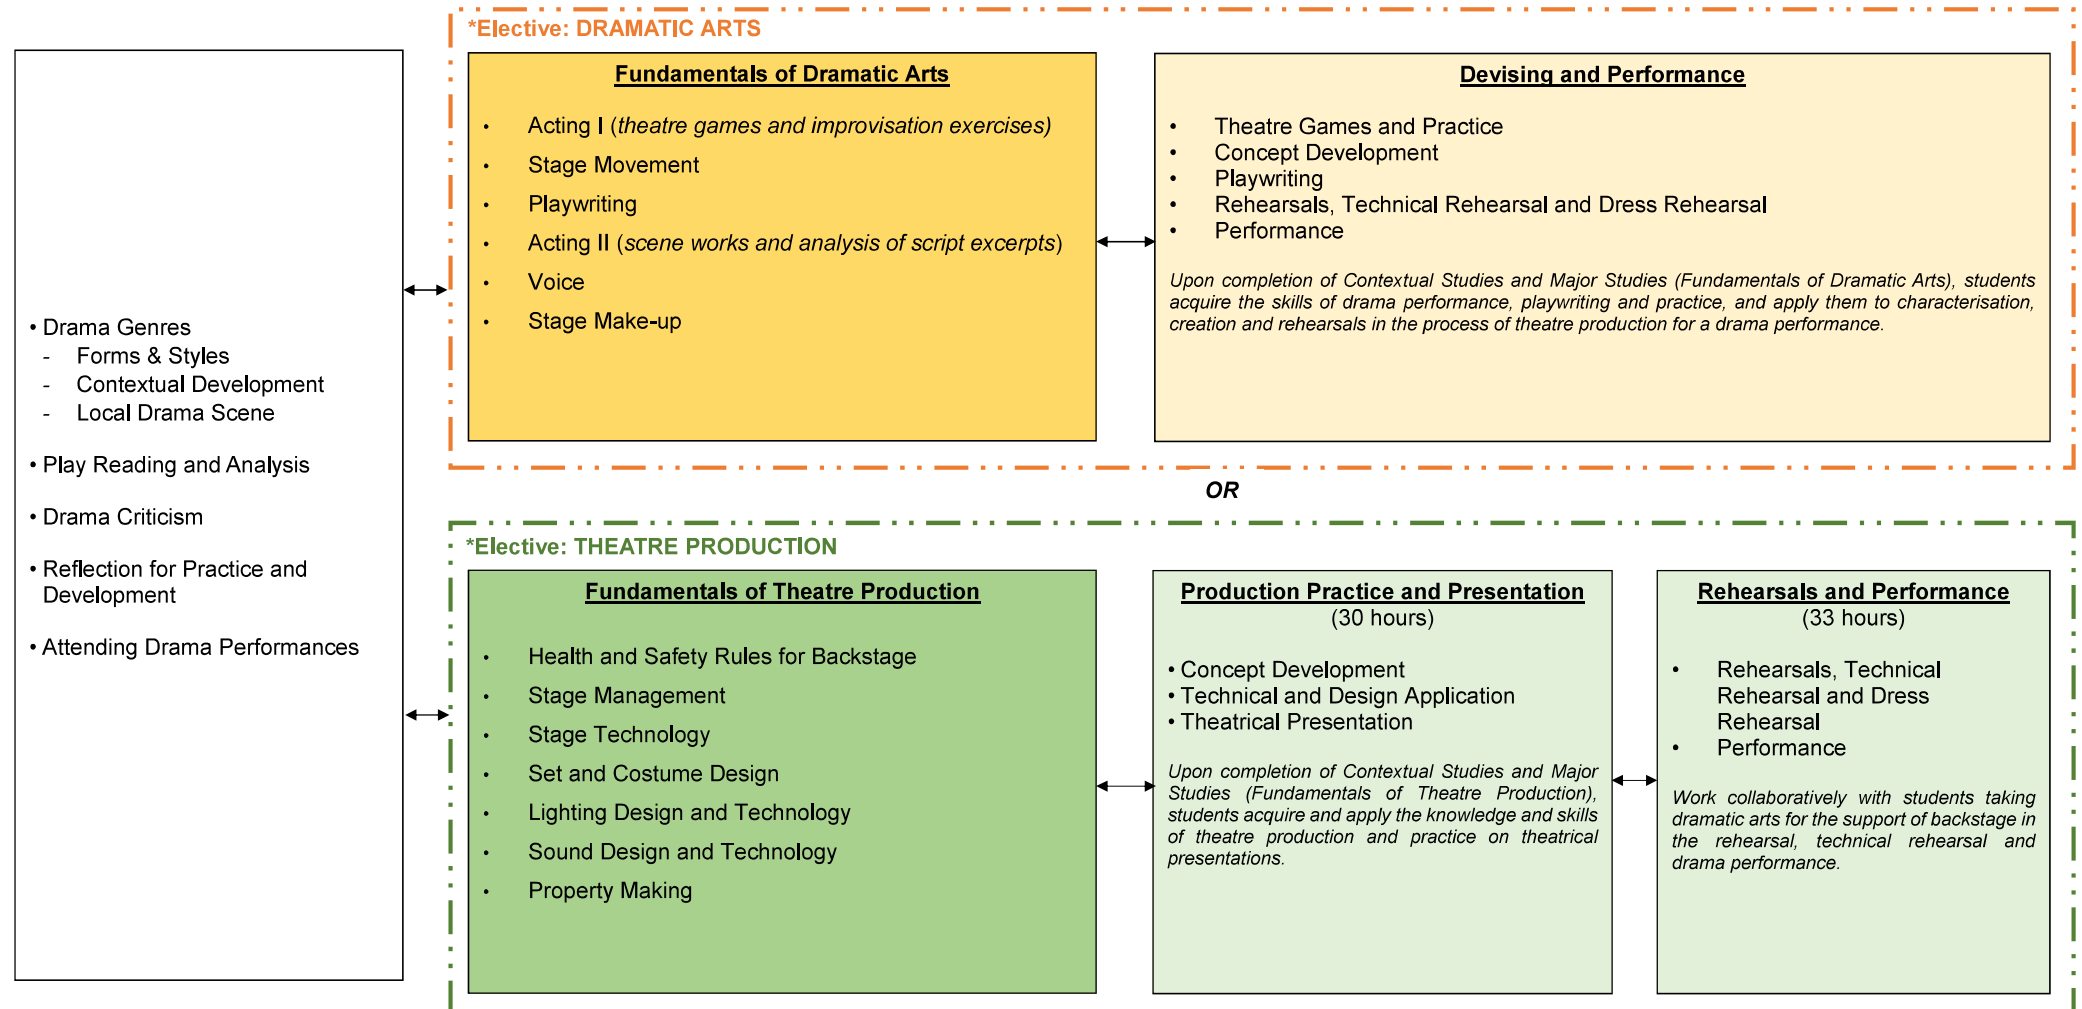 • Drama Genres
- Forms & Styles
- Contextual Development
- Local Drama Scene
• Play Reading and Analysis
• Drama Criticism
• Reflection for Practice and
Development
• Attending Drama Performances
*Elective: DRAMATIC ARTS
Fundamentals of Dramatic Arts
• Acting I (theatre games and improvisation exercises)
• Stage Movement
• Playwriting
• Acting II (scene works and analysis of script excerpts)
• Voice
• Stage Make-up
Devising and Performance
• Theatre Games and Practice
• Concept Development
• Playwriting
• Rehearsals, Technical Rehearsal and Dress Rehearsal
• Performance
Upon completion of Contextual Studies and Major Studies (Fundamentals of Dramatic Arts), students
acquire the skills of drama performance, playwriting and practice, and apply them to characterisation,
creation and rehearsals in the process of theatre production for a drama performance.
OR
*Elective: THEATRE PRODUCTION
Fundamentals of Theatre Production
• Health and Safety Rules for Backstage
• Stage Management
• Stage Technology
• Set and Costume Design
• Lighting Design and Technology
• Sound Design and Technology
• Property Making
Production Practice and Presentation
(30 hours)
• Concept Development
• Technical and Design Application
• Theatrical Presentation
Upon completion of Contextual Studies and Major
Studies (Fundamentals of Theatre Production),
students acquire and apply the knowledge and skills
of theatre production and practice on theatrical
presentations.
Rehearsals and Performance
(33 hours)
• Rehearsals, Technical
Rehearsal and Dress
Rehearsal
• Performance
Work collaboratively with students taking
dramatic arts for the support of backstage in
the rehearsal, technical rehearsal and
drama performance.